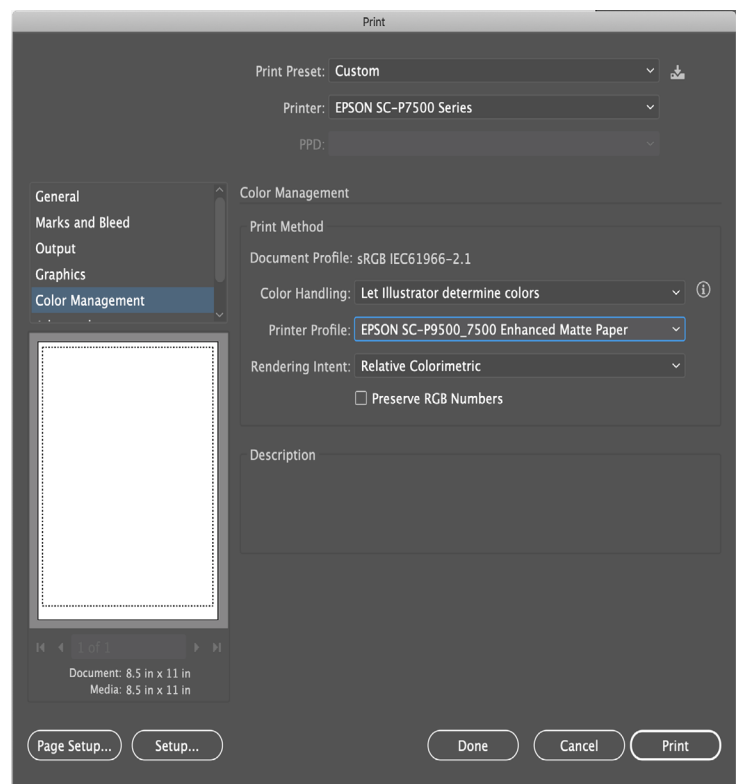 Print
Print Preset: Custom
Printer: EPSON SC-P7500 Series
PPD:
General
Marks and Bleed
Output
Graphics
Color Management
Color Management
Print Method
Document Profile: sRGB IEC61966-2.1
Color Handling: Let Illustrator determine colors
Printer Profile: EPSON SC-P9500_7500 Enhanced Matte Paper
Rendering Intent: Relative Colorimetric
Preserve RGB Numbers
Description
1 of 1
Document: 8.5 in x 11 in
Media: 8.5 in x 11 in
Page Setup...
Setup...
Done
Cancel
Print